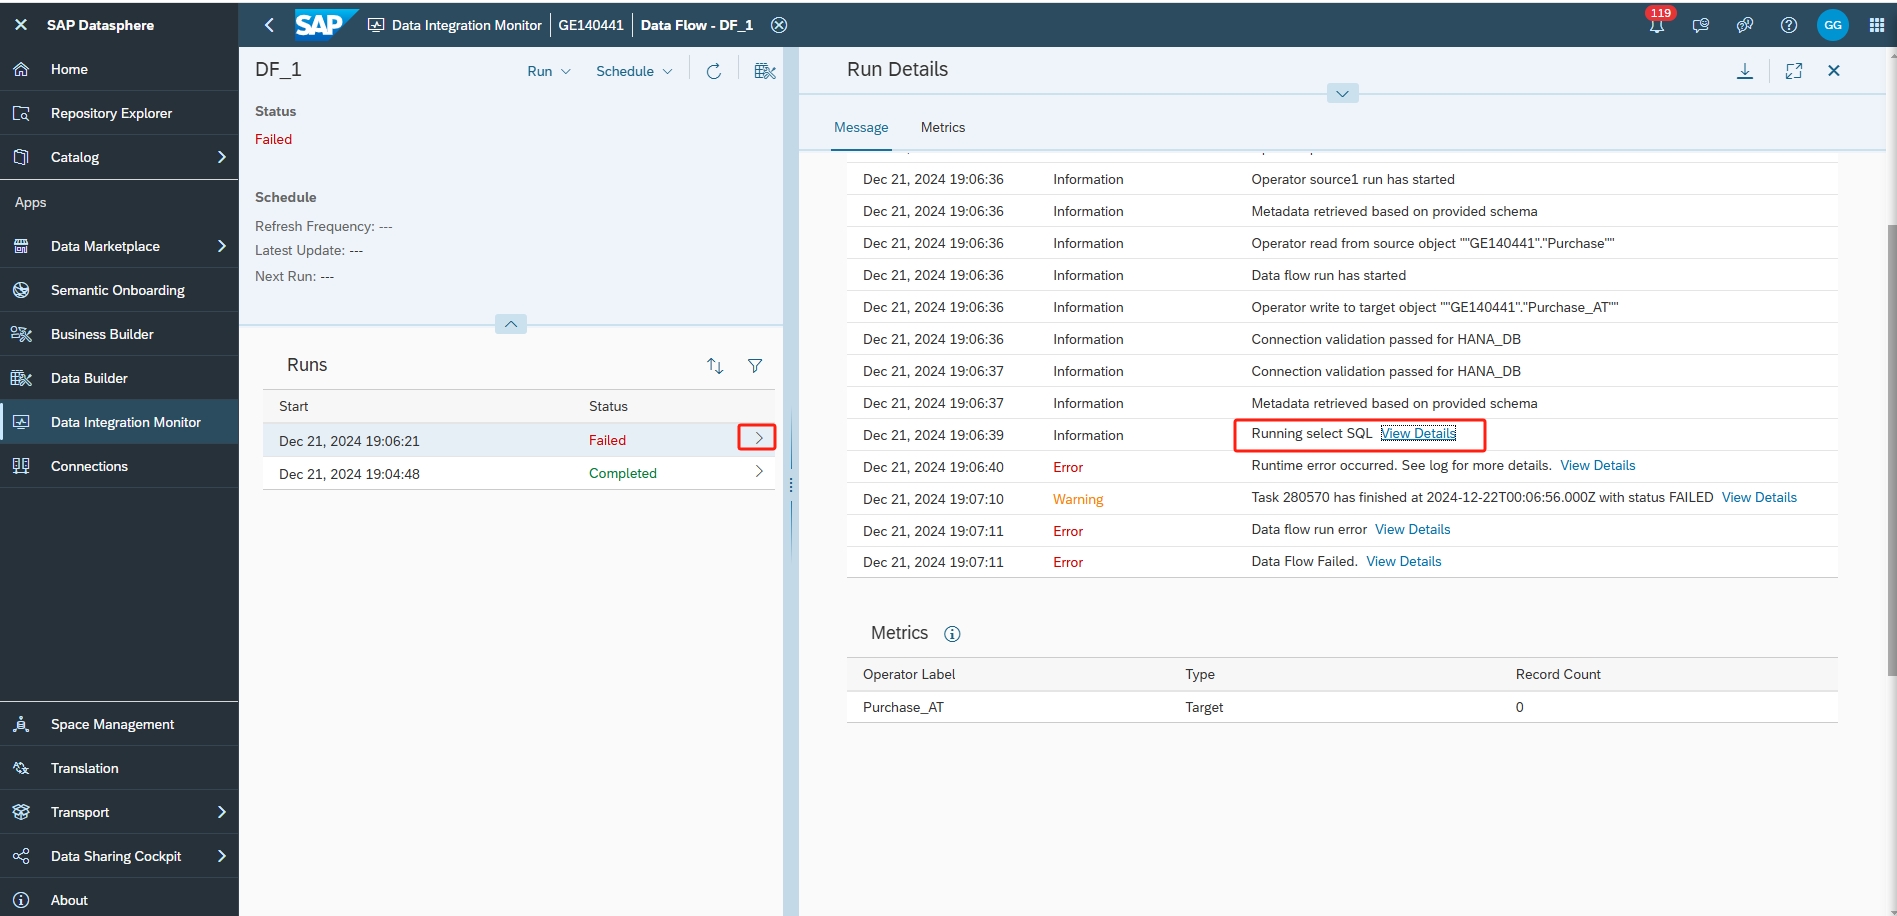 SAP Datasphere
SAP Data Integration Monitor GE140441 Data Flow - DF_1
119
GG
Home
Repository Explorer
Catalog
Apps
Data Marketplace
Semantic Onboarding
Business Builder
Data Builder
Data Integration Monitor
Connections
Space Management
Translation
Transport
Data Sharing Cockpit
About
DF_1
Run
Schedule
Status
Failed
Schedule
Refresh Frequency: ---
Latest Update: ---
Next Run: ---
Runs
Start Status
Dec 21, 2024 19:06:21 Failed
Dec 21, 2024 19:04:48 Completed
Run Details
Message Metrics
Dec 21, 2024 19:06:36 Information Operator source1 run has started
Dec 21, 2024 19:06:36 Information Metadata retrieved based on provided schema
Dec 21, 2024 19:06:36 Information Operator read from source object ""GE140441"."Purchase""
Dec 21, 2024 19:06:36 Information Data flow run has started
Dec 21, 2024 19:06:36 Information Operator write to target object ""GE140441"."Purchase_AT""
Dec 21, 2024 19:06:36 Information Connection validation passed for HANA_DB
Dec 21, 2024 19:06:37 Information Connection validation passed for HANA_DB
Dec 21, 2024 19:06:37 Information Metadata retrieved based on provided schema
Dec 21, 2024 19:06:39 Information Running select SQL View Details
Dec 21, 2024 19:06:40 Error Runtime error occurred. See log for more details. View Details
Dec 21, 2024 19:07:10 Warning Task 280570 has finished at 2024-12-22T00:06:56.000Z with status FAILED View Details
Dec 21, 2024 19:07:11 Error Data flow run error View Details
Dec 21, 2024 19:07:11 Error Data Flow Failed. View Details
Metrics
Operator Label Type Record Count
Purchase_AT Target 0